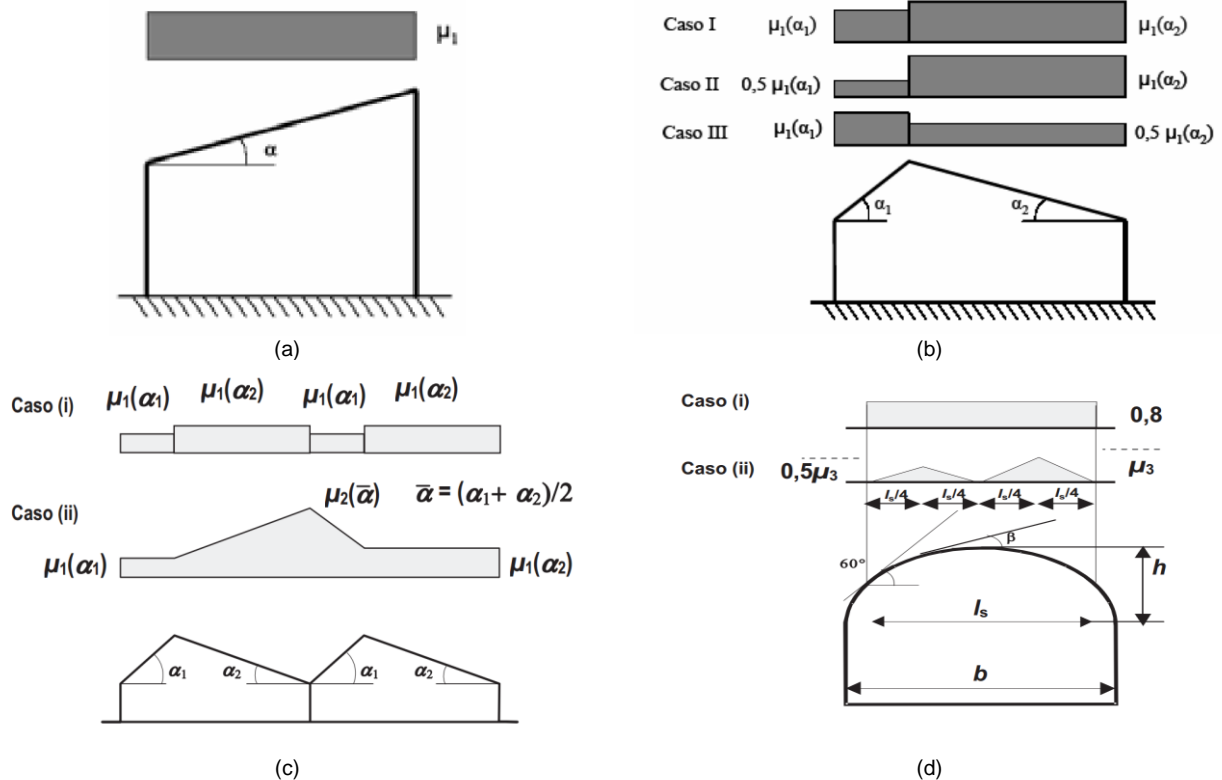 μ₁
α
(a)
Caso I μ₁(α₁) μ₁(α₂)
Caso II 0,5 μ₁(α₁) μ₁(α₂)
Caso III μ₁(α₁) 0,5 μ₁(α₂)
α₁ α₂
(b)
μ₁(α₁) μ₁(α₂) μ₁(α₁) μ₁(α₂)
Caso (i)
μ₂(ᾱ) ᾱ = (α₁+ α₂)/2
Caso (ii)
μ₁(α₁) μ₁(α₂)
α₁ α₂ α₁ α₂
(c)
Caso (i) 0,8
Caso (ii) 0,5μ₃ μ₃
lₛ/4 lₛ/4 lₛ/4 lₛ/4
β
60°
h
lₛ
b
(d)